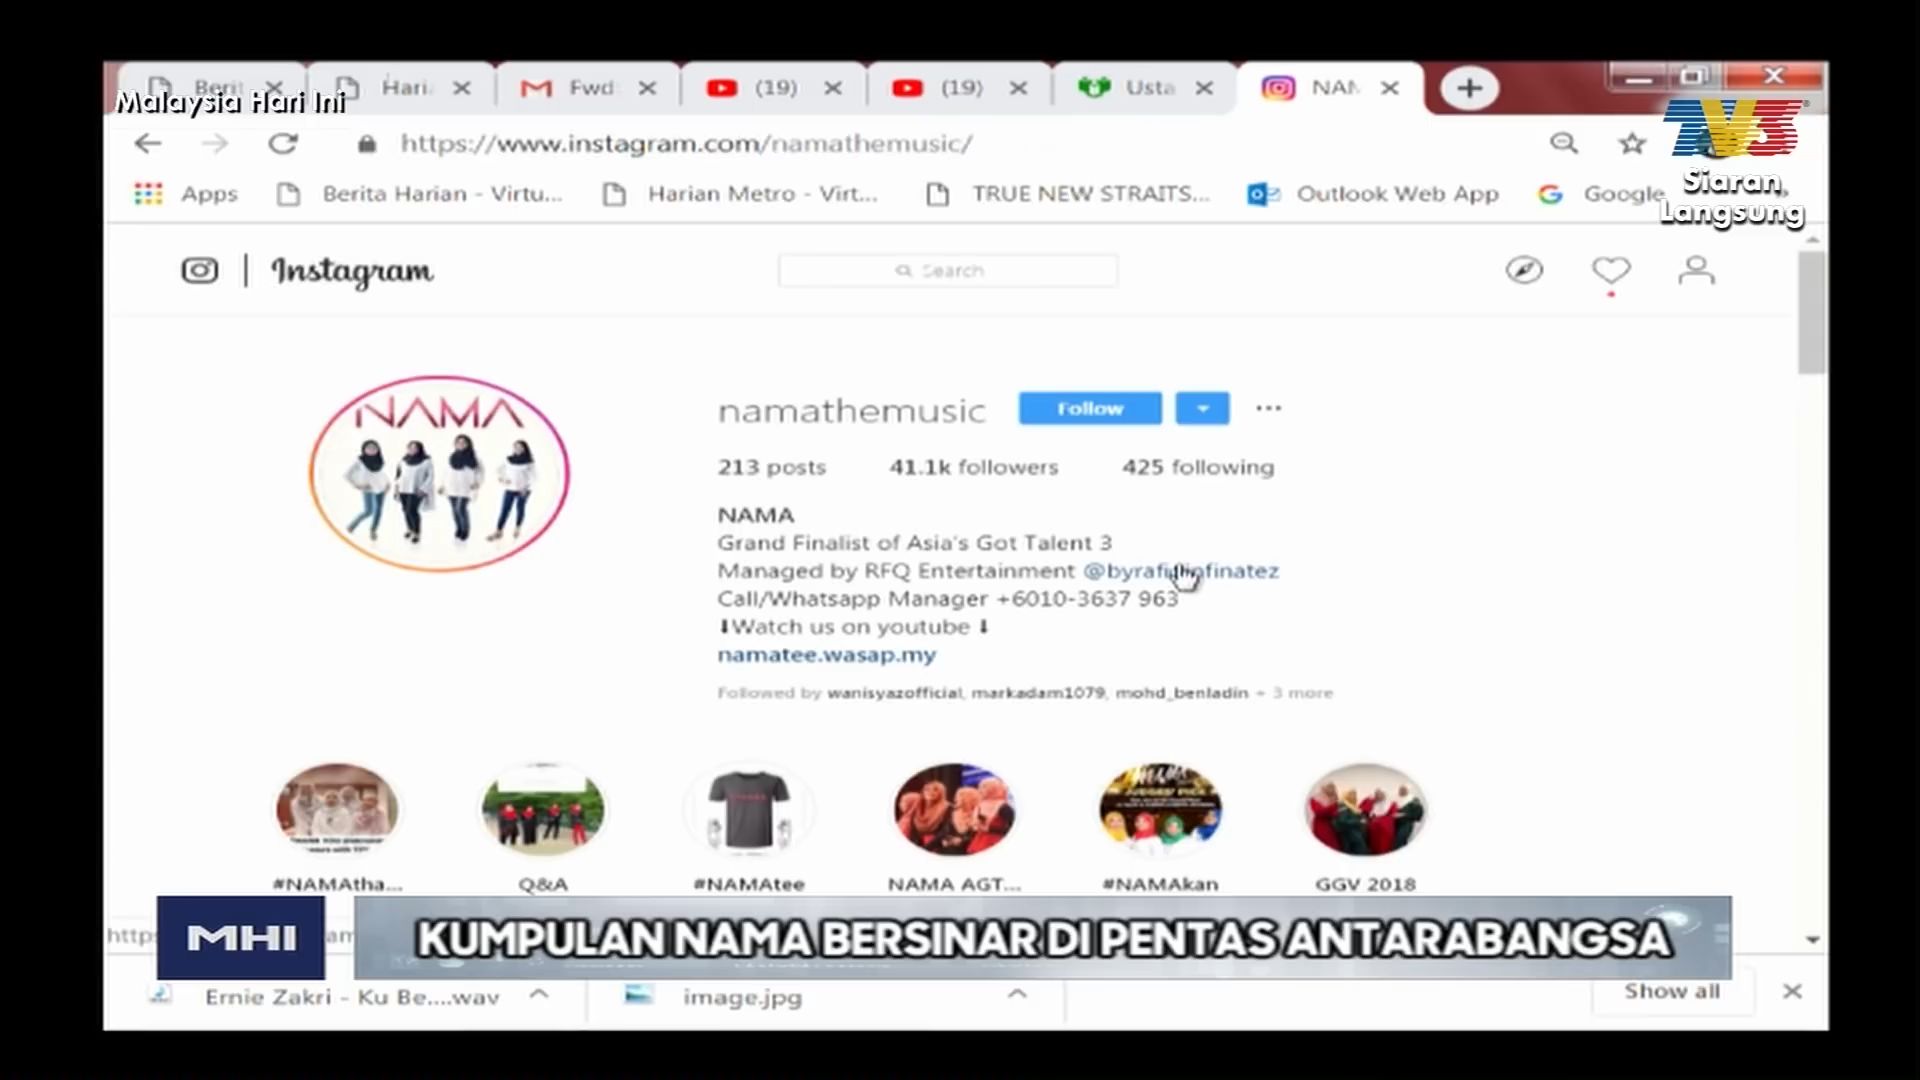 Malaysia Hari Ini
Hari
Fwd
(19)
(19)
Usta
TV3
Siaran
Langsung
https://www.instagram.com/namathemusic/
Apps
Berita Harian - Virtu...
Harian Metro - Virt...
TRUE NEW STRAITS...
Outlook Web App
Google
Instagram
Search
NAMA
namathemusic
Follow
213 posts 41.1k followers 425 following
NAMA
Grand Finalist of Asia's Got Talent 3
Managed by RFQ Entertainment
Call/Whatsapp Manager +6010-3637 963
⬇Watch us on youtube ⬇
namatee.wasap.my
Followed by wanisyazofficial, markadam1079, mohd_benladin + 3 more
#NAMAtha...
Q&A
#NAMAtee
NAMA AGT...
#NAMAkan
GGV 2018
MHI
KUMPULAN NAMA BERSINAR DI PENTAS ANTARABANGSA
Ernie Zakri - Ku Be....wav
image.jpg
Show all